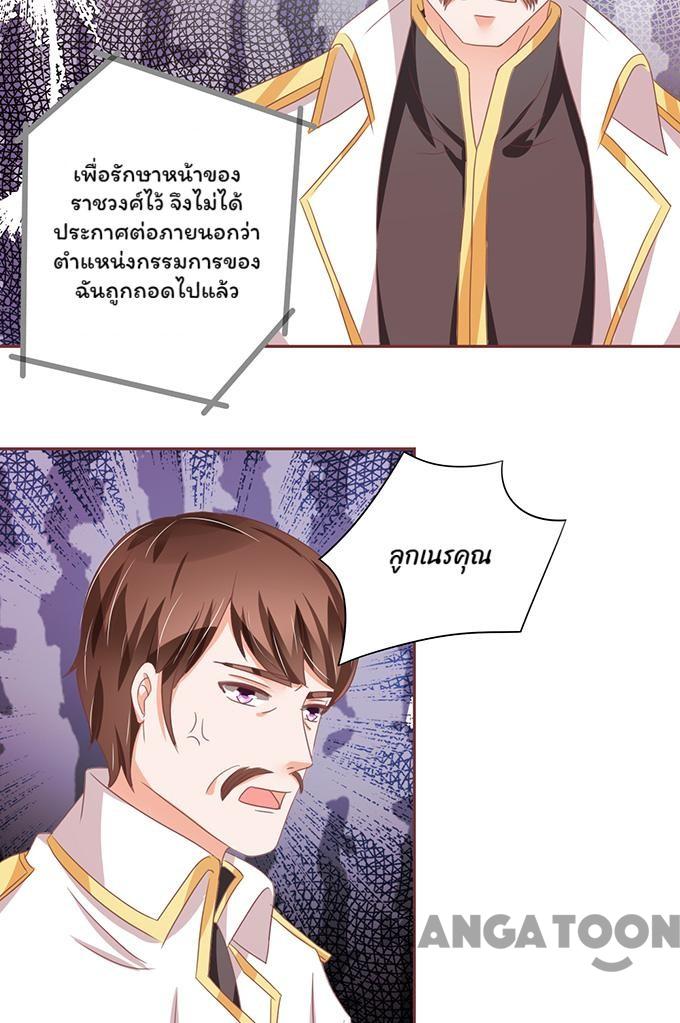 เพื่อรักษาหน้าของ
ราชวงศ์ไว้ จึงไม่ได้
ประกาศต่อภายนอกว่า
ตำแหน่งกรรมการของ
ฉันถูกถอดไปแล้ว
ลูกเนรคุณ
ANGATOON